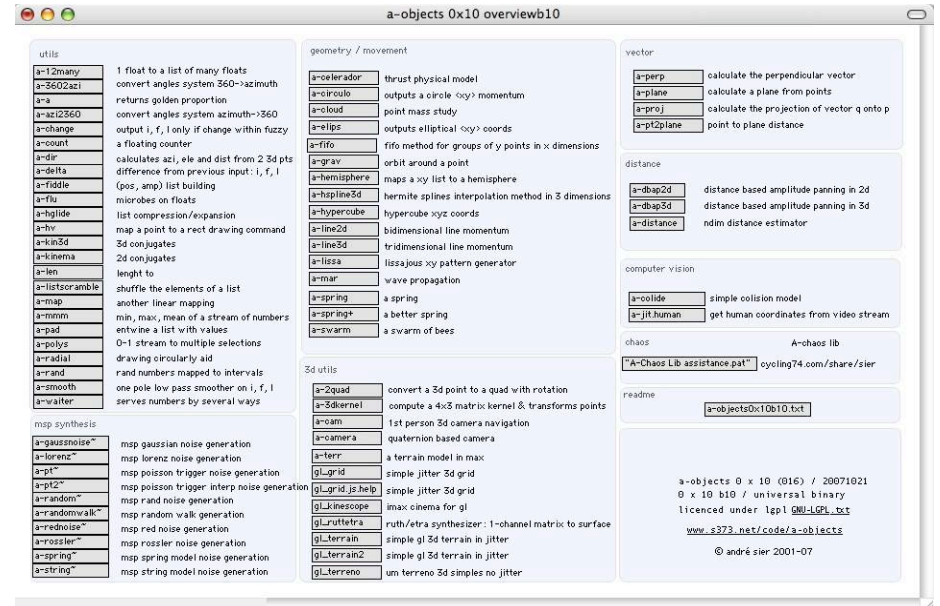 a-objects 0x10 overviewb10
utils
a-12many 1 float to a list of many floats
a-3602azi convert angles system 360->azimuth
a-a returns golden proportion
a-azi2360 convert angles system azimuth->360
a-change output i, f, l only if change within fuzzy
a-count a floating counter
a-dir calculates azi, ele and dist from 2 3d pts
a-delta difference from previous input: i, f, l
a-fiddle (pos, amp) list building
a-flu microbes on floats
a-hglide list compression/expansion
a-hv map a point to a rect drawing command
a-kin3d 3d conjugates
a-kinema 2d conjugates
a-len lenght to
a-listscramble shuffle the elements of a list
a-map another linear mapping
a-mmm min, max, mean of a stream of numbers
a-pad entwine a list with values
a-polys 0-1 stream to multiple selections
a-radial drawing circularly aid
a-rand rand numbers mapped to intervals
a-smooth one pole low pass smoother on i, f, l
a-waiter serves numbers by several ways
msp synthesis
a-gaussnoise~ msp gaussian noise generation
a-lorenz~ msp lorenz noise generation
a-pt~ msp poisson trigger noise generation
a-pt2~ msp poisson trigger interp noise generation
a-random~ msp rand noise generation
a-randomwalk~ msp random walk generation
a-rednoise~ msp red noise generation
a-rossler~ msp rossler noise generation
a-spring~ msp spring model noise generation
a-string~ msp string model noise generation
geometry / movement
a-celerador thrust physical model
a-circulo outputs a circle <xy> momentum
a-cloud point mass study
a-elips outputs elliptical <xy> coords
a-fifo fifo method for groups of y points in x dimensions
a-grav orbit around a point
a-hemisphere maps a xy list to a hemisphere
a-hspline3d hermite splines interpolation method in 3 dimensions
a-hypercube hypercube xyz coords
a-line2d bidimensional line momentum
a-line3d tridimensional line momentum
a-lissa lissajous xy pattern generator
a-mar wave propagation
a-spring a spring
a-spring+ a better spring
a-swarm a swarm of bees
3d utils
a-2quad convert a 3d point to a quad with rotation
a-3dkernel compute a 4x3 matrix kernel & transforms points
a-cam 1st person 3d camera navigation
a-camera quaternion based camera
a-terr a terrain model in max
gl_grid simple jitter 3d grid
gl_grid.js.help simple jitter 3d grid
gl_kinescope imax cinema for gl
gl_ruttetra ruth/etra synthesizer : 1-channel matrix to surface
gl_terrain simple gl 3d terrain in jitter
gl_terrain2 simple gl 3d terrain in jitter
gl_terreno um terreno 3d simples no jitter
vector
a-perp calculate the perpendicular vector
a-plane calculate a plane from points
a-proj calculate the projection of vector q onto p
a-pt2plane point to plane distance
distance
a-dbap2d distance based amplitude panning in 2d
a-dbap3d distance based amplitude panning in 3d
a-distance ndim distance estimator
computer vision
a-colide simple colision model
a-jit.human get human coordinates from video stream
chaos A-chaos lib
"A-Chaos Lib assistance.pat" cycling74.com/share/sier
readme
a-objects0x10b10.txt
a-objects 0 x 10 (016) / 20071021
0 x 10 b10 / universal binary
licenced under lgpl GNU-LGPL.txt
www.s373.net/code/a-objects
© andré sier 2001-07